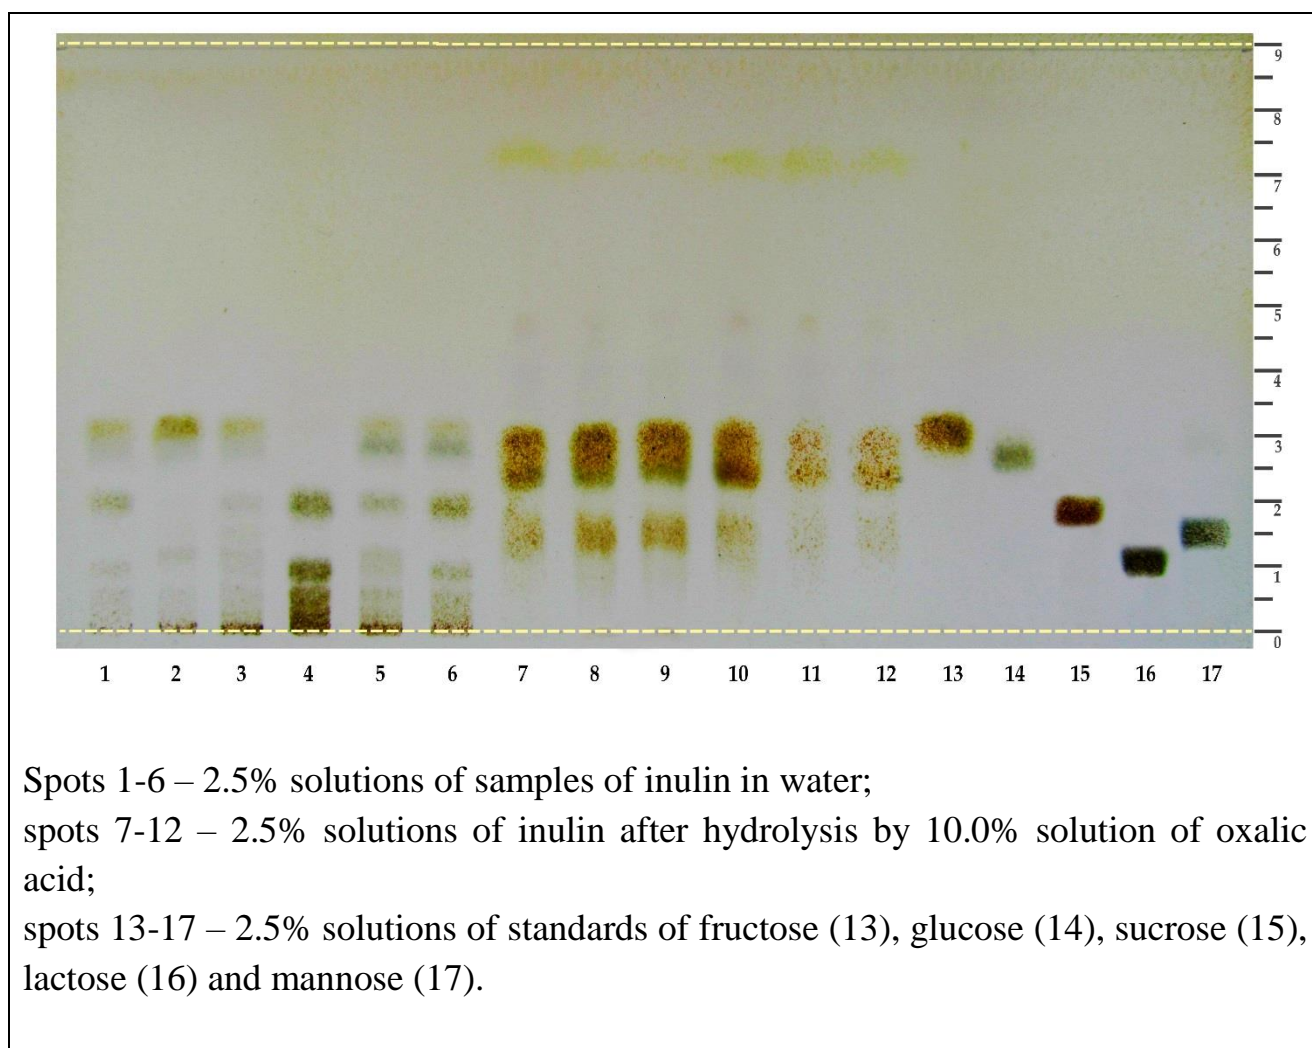 9
8
7
6
5
4
3
2
1
0
1 2 3 4 5 6 7 8 9 10 11 12 13 14 15 16 17
Spots 1-6 – 2.5% solutions of samples of inulin in water;
spots 7-12 – 2.5% solutions of inulin after hydrolysis by 10.0% solution of oxalic
acid;
spots 13-17 – 2.5% solutions of standards of fructose (13), glucose (14), sucrose (15),
lactose (16) and mannose (17).